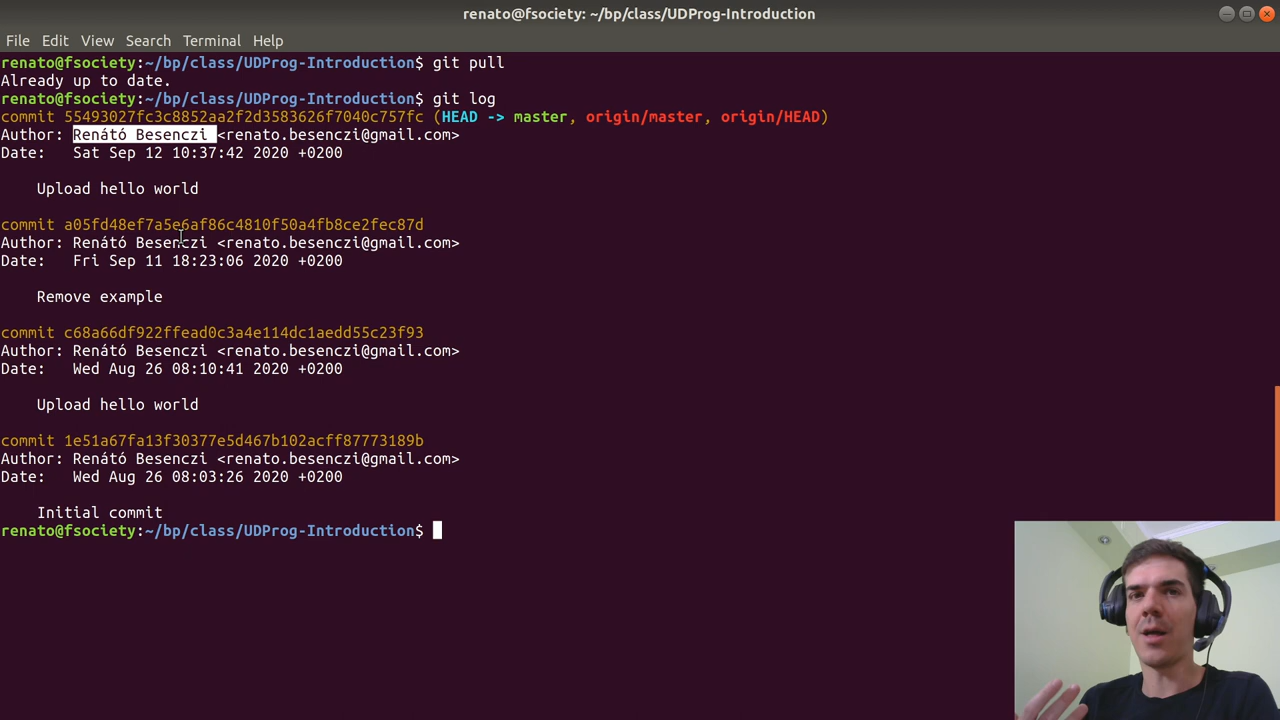 renato@fsociety: ~/bp/class/UDProg-Introduction
File Edit View Search Terminal Help
renato@fsociety:~/bp/class/UDProg-Introduction$ git pull
Already up to date.
renato@fsociety:~/bp/class/UDProg-Introduction$ git log
commit 55493027fc3c8852aa2f2d3583626f7040c757fc (HEAD -> master, origin/master, origin/HEAD)
Author: Renátó Besenczi <renato.besenczi@gmail.com>
Date:   Sat Sep 12 10:37:42 2020 +0200
Upload hello world
commit a05fd48ef7a5e6af86c4810f50a4fb8ce2fec87d
Author: Renátó Besenczi <renato.besenczi@gmail.com>
Date:   Fri Sep 11 18:23:06 2020 +0200
Remove example
commit c68a66df922ffead0c3a4e114dc1aedd55c23f93
Author: Renátó Besenczi <renato.besenczi@gmail.com>
Date:   Wed Aug 26 08:10:41 2020 +0200
Upload hello world
commit 1e51a67fa13f30377e5d467b102acff87773189b
Author: Renátó Besenczi <renato.besenczi@gmail.com>
Date:   Wed Aug 26 08:03:26 2020 +0200
Initial commit
renato@fsociety:~/bp/class/UDProg-Introduction$